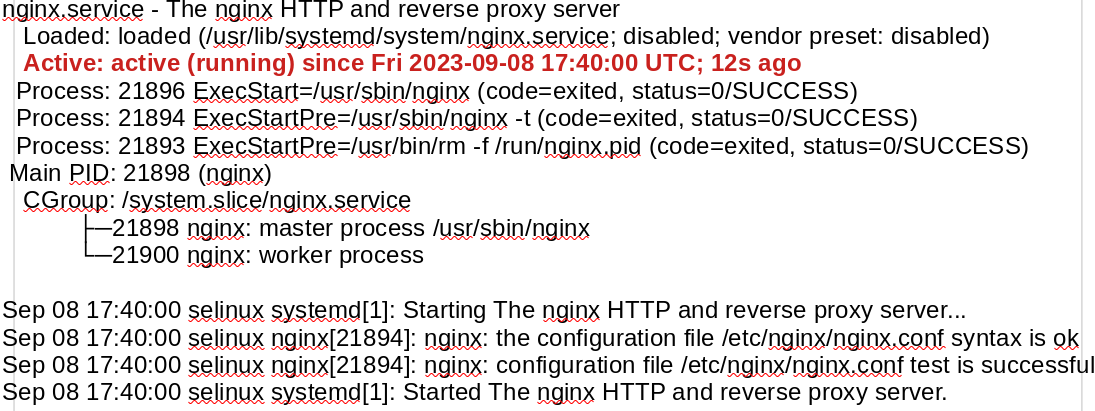 nginx.service - The nginx HTTP and reverse proxy server
Loaded: loaded (/usr/lib/systemd/system/nginx.service; disabled; vendor preset: disabled)
Active: active (running) since Fri 2023-09-08 17:40:00 UTC; 12s ago
Process: 21896 ExecStart=/usr/sbin/nginx (code=exited, status=0/SUCCESS)
Process: 21894 ExecStartPre=/usr/sbin/nginx -t (code=exited, status=0/SUCCESS)
Process: 21893 ExecStartPre=/usr/bin/rm -f /run/nginx.pid (code=exited, status=0/SUCCESS)
Main PID: 21898 (nginx)
CGroup: /system.slice/nginx.service
├─21898 nginx: master process /usr/sbin/nginx
└─21900 nginx: worker process
Sep 08 17:40:00 selinux systemd[1]: Starting The nginx HTTP and reverse proxy server...
Sep 08 17:40:00 selinux nginx[21894]: nginx: the configuration file /etc/nginx/nginx.conf syntax is ok
Sep 08 17:40:00 selinux nginx[21894]: nginx: configuration file /etc/nginx/nginx.conf test is successful
Sep 08 17:40:00 selinux systemd[1]: Started The nginx HTTP and reverse proxy server.